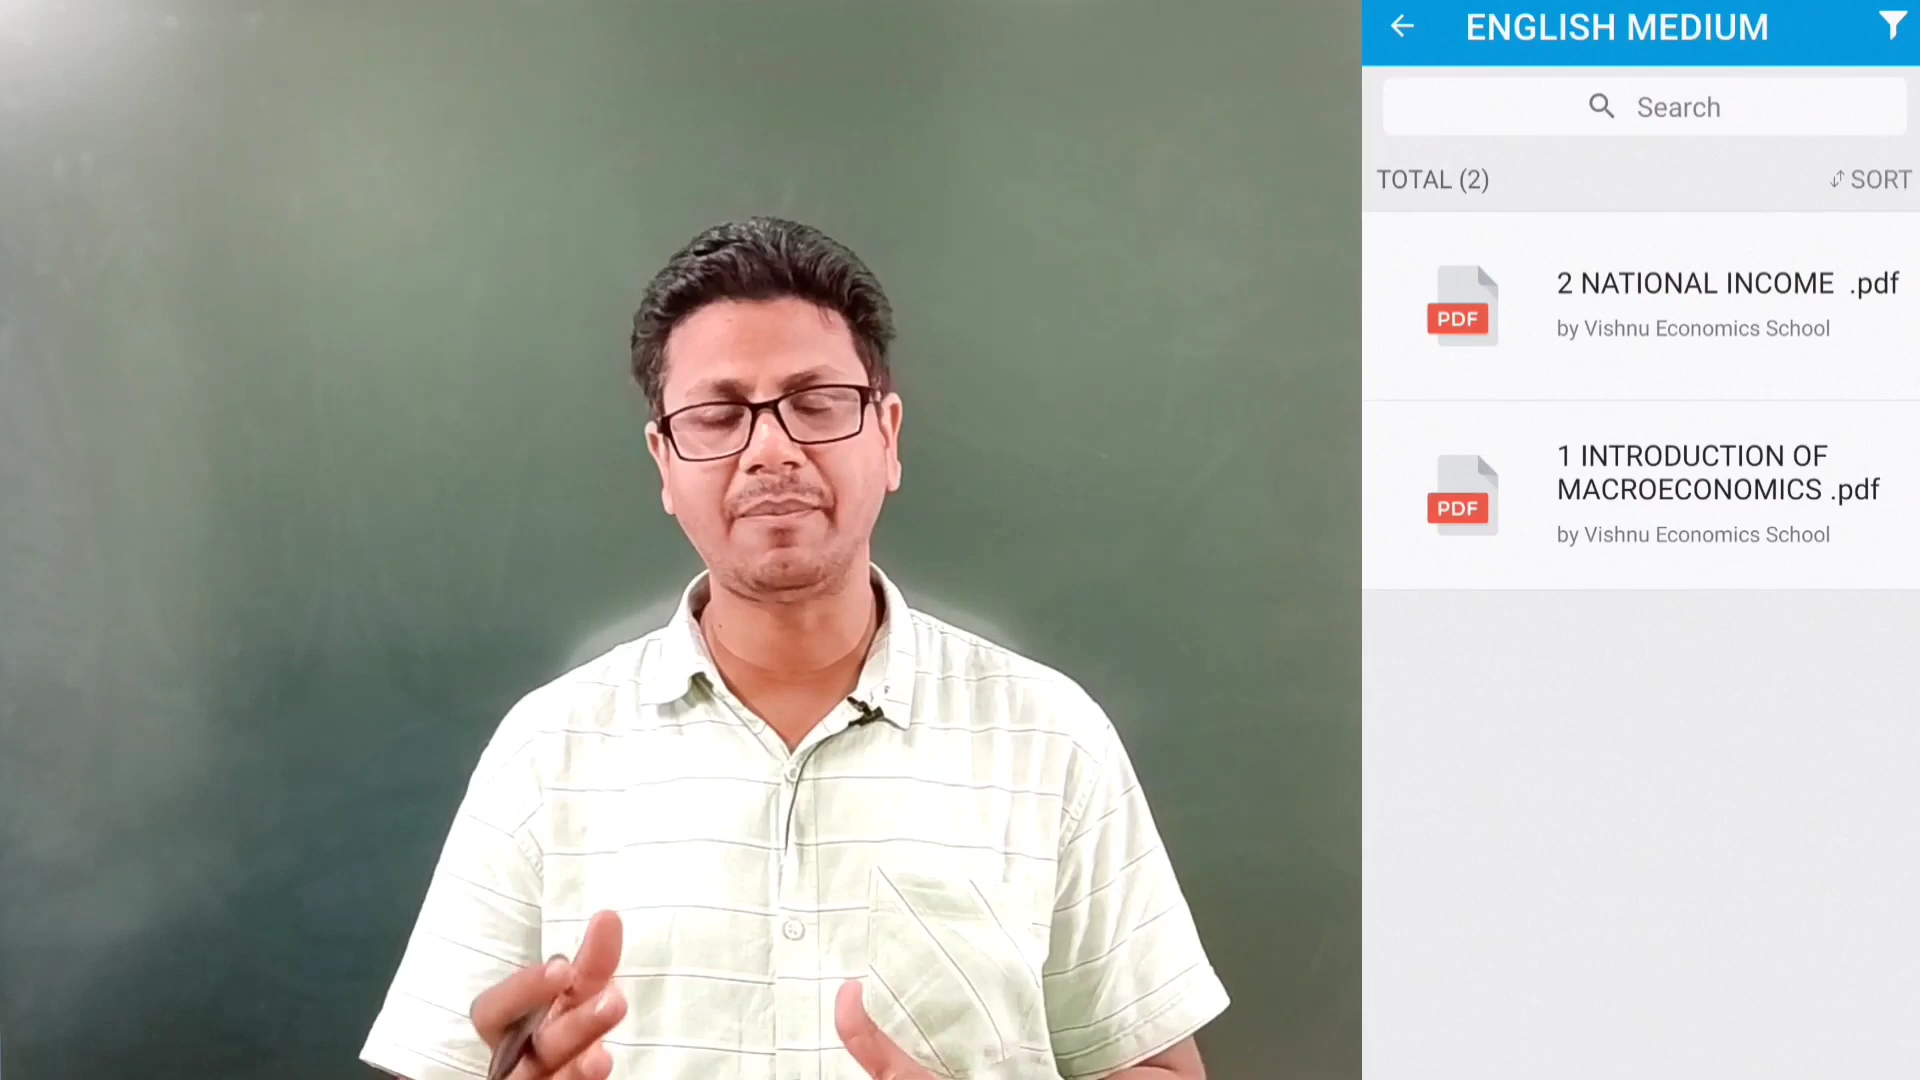 ENGLISH MEDIUM
Search
TOTAL (2)
SORT
PDF
2 NATIONAL INCOME .pdf
by Vishnu Economics School
PDF
1 INTRODUCTION OF
MACROECONOMICS .pdf
by Vishnu Economics School